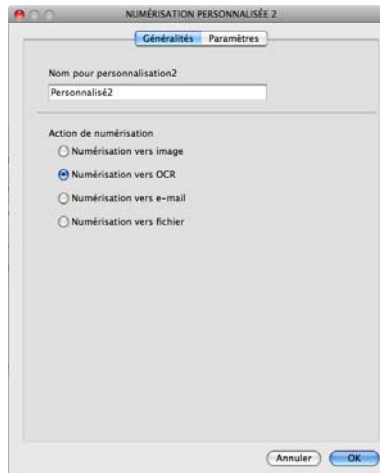 NUMÉRISATION PERSONNALISÉE 2
Généralités Paramètres
Nom pour personnalisation2
Personnalisé2
Action de numérisation
Numérisation vers image
Numérisation vers OCR
Numérisation vers e-mail
Numérisation vers fichier
Annuler OK